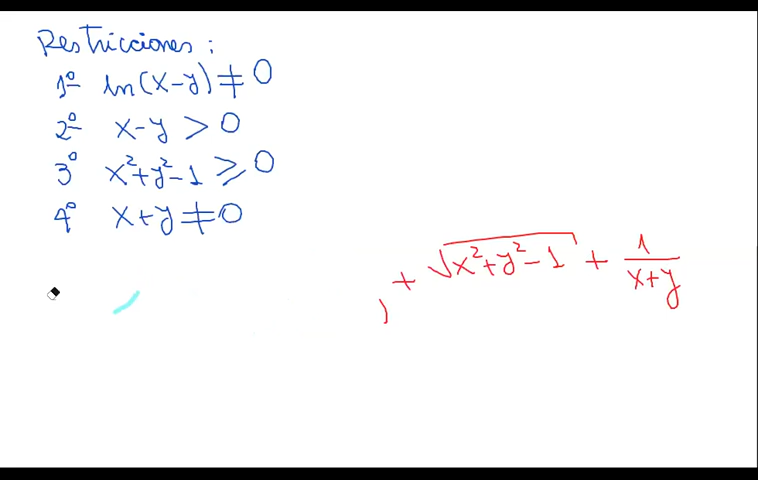 Restricciones:
1º ln(x-y) ≠ 0
2º x-y > 0
3º x²+y²-1 ≥ 0
4º x+y ≠ 0
) + √(x²+y²-1) + 1/(x+y)